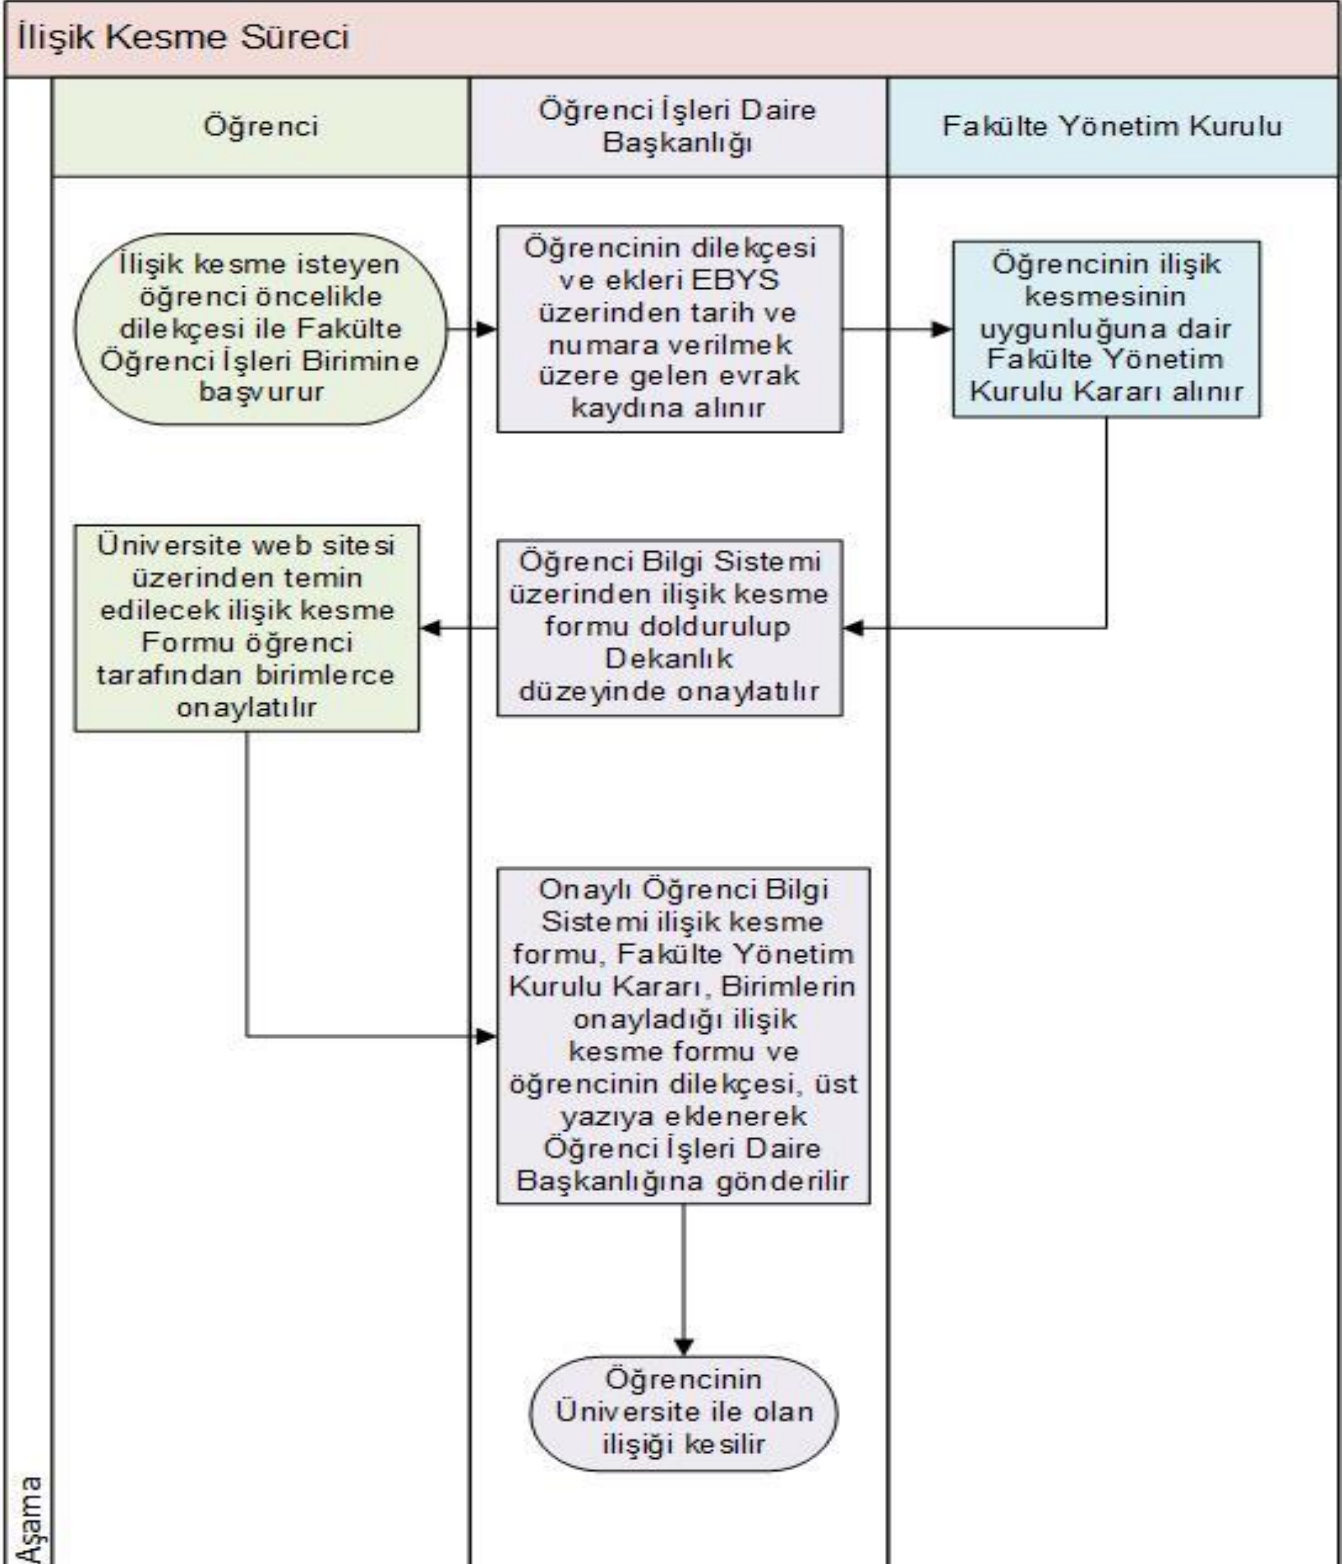 İlişik Kesme Süreci
Öğrenci
Öğrenci İşleri Daire
Başkanlığı
Fakülte Yönetim Kurulu
İlişik kesme isteyen
öğrenci öncelikle
dilekçesi ile Fakülte
Öğrenci İşleri Birimine
başvurur
Öğrencinin dilekçesi
ve ekleri EBYS
üzerinden tarih ve
numara verilmek
üzere gelen evrak
kaydına alınır
Öğrencinin ilişik
kesmesinin
uygunluğuna dair
Fakülte Yönetim
Kurulu Kararı alınır
Üniversite web sitesi
üzerinden temin
edilecek ilişik kesme
Formu öğrenci
tarafından birimlerce
onaylatılır
Öğrenci Bilgi Sistemi
üzerinden ilişik kesme
formu doldurulup
Dekanlık
düzeyinde onaylatılır
Onaylı Öğrenci Bilgi
Sistemi ilişik kesme
formu, Fakülte Yönetim
Kurulu Kararı, Birimlerin
onayladığı ilişik
kesme formu ve
öğrencinin dilekçesi, üst
yazıya eklenerek
Öğrenci İşleri Daire
Başkanlığına gönderilir
Öğrencinin
Üniversite ile olan
ilişiği kesilir
Aşama